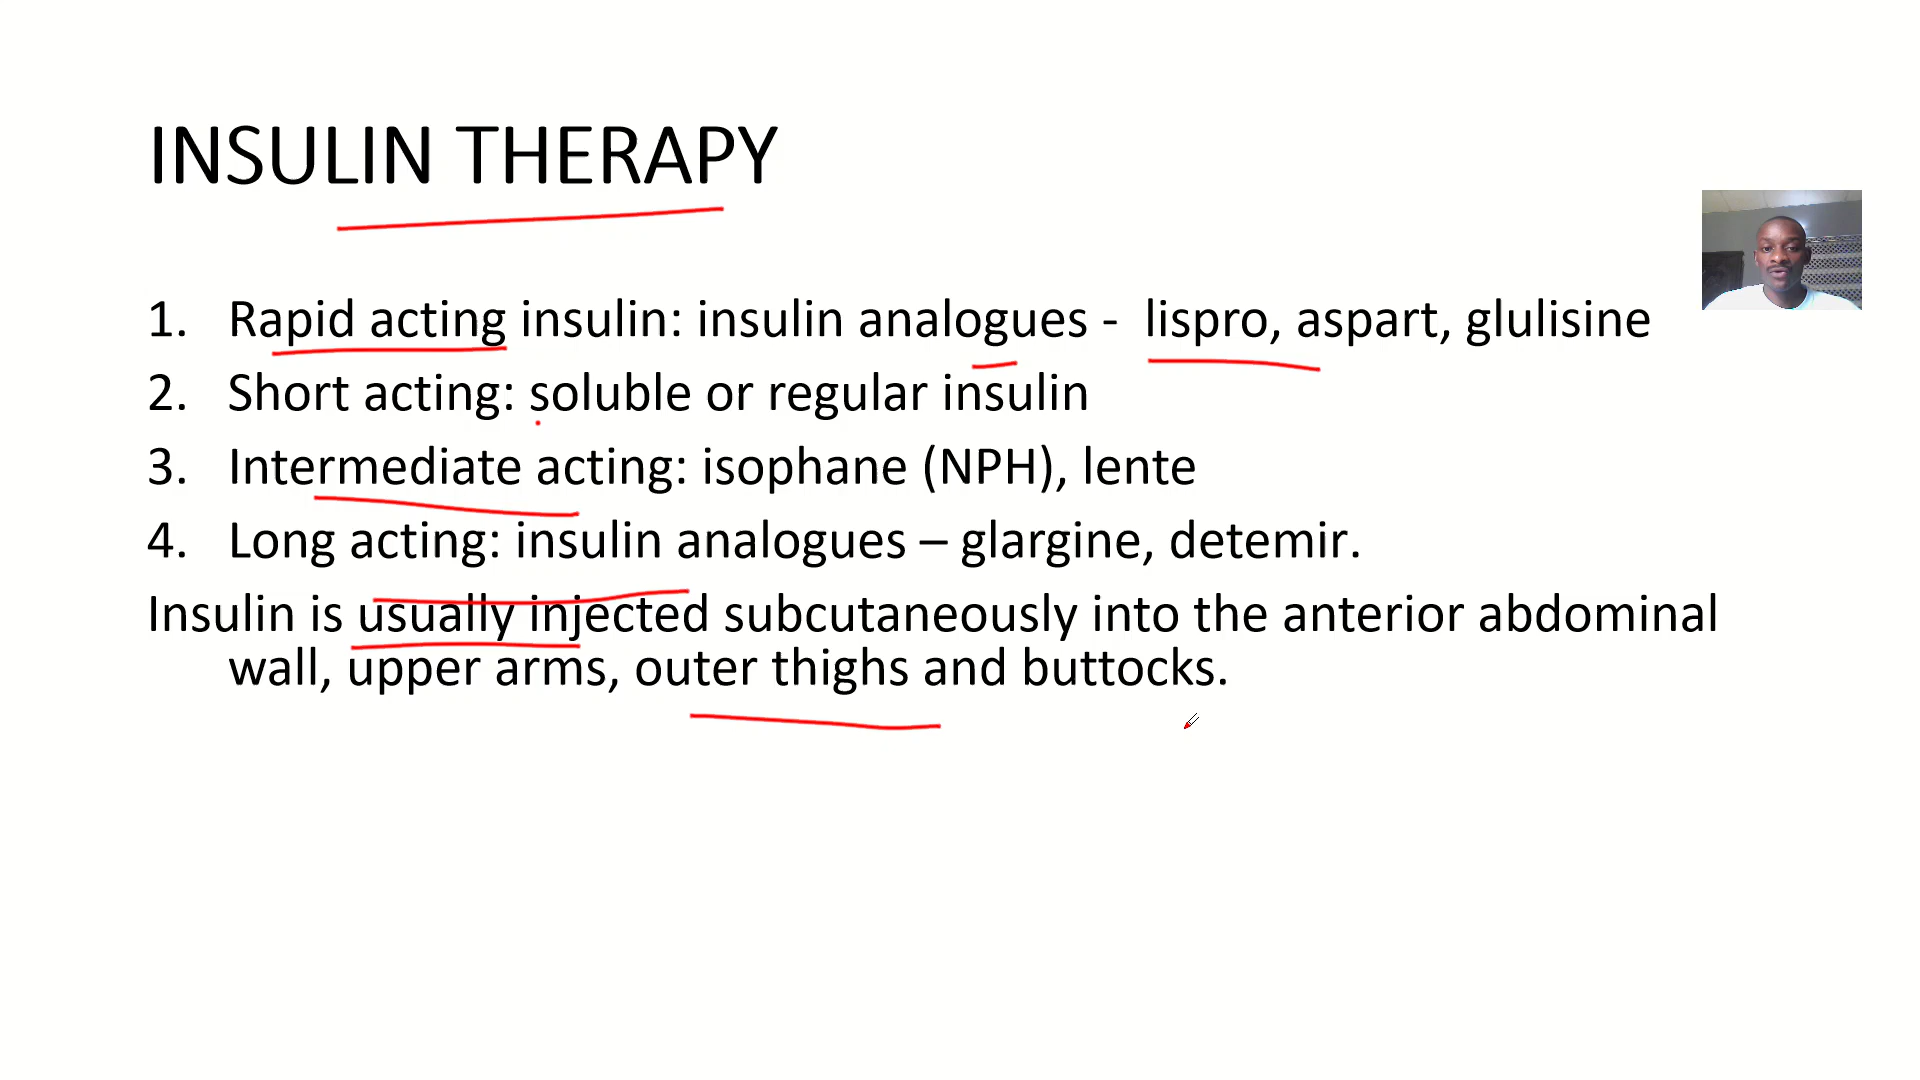 INSULIN THERAPY
1. Rapid acting insulin: insulin analogues - lispro, aspart, glulisine
2. Short acting: soluble or regular insulin
3. Intermediate acting: isophane (NPH), lente
4. Long acting: insulin analogues – glargine, detemir.
Insulin is usually injected subcutaneously into the anterior abdominal
wall, upper arms, outer thighs and buttocks.